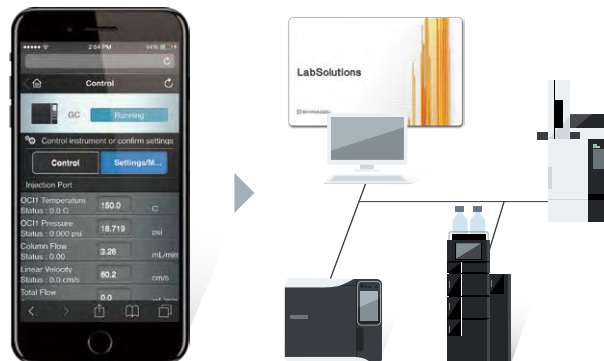 2:54 PM
44%
Control
GC
Running
Control instrument or confirm settings
Control
Settings/M...
Injection Port
OCI1 Temperature
150.0
C
Status : 0.0 C
OCI1 Pressure
18.719
psi
Status : 0.000 psi
Column Flow
3.26
mL/min
Status : 0.00
Linear Velocity
60.2
cm/s
Status : 0.0 cm/s
Total Flow
0.0
LabSolutions
SHIMADZU